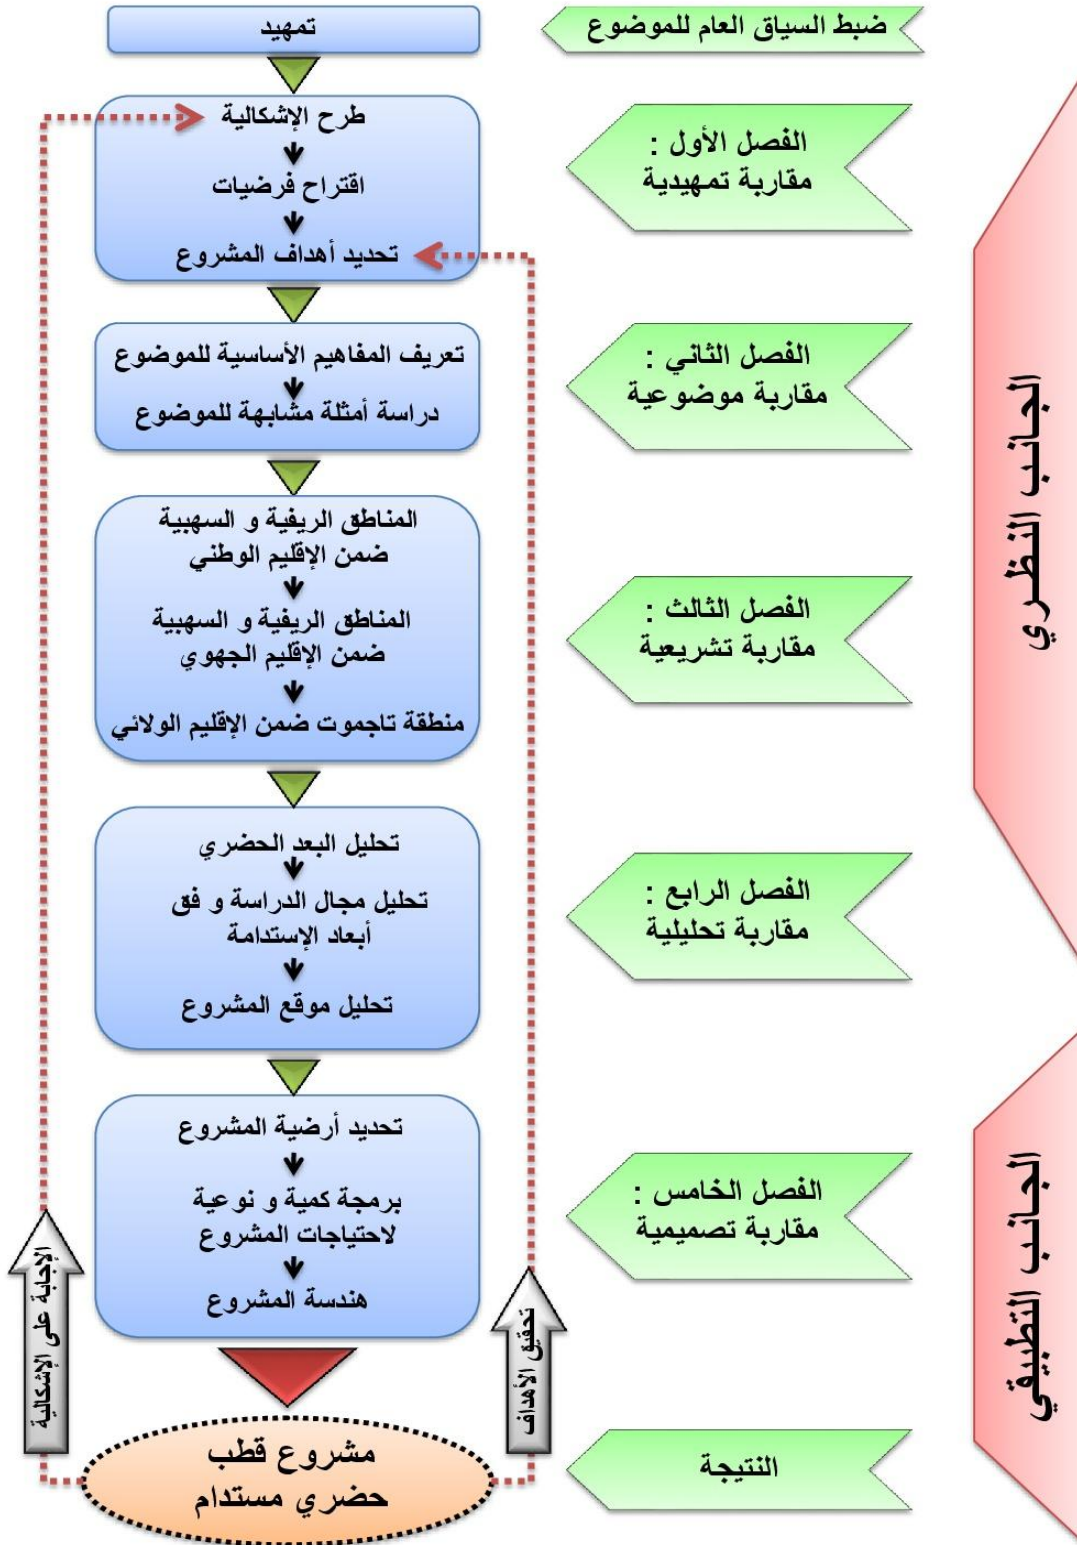 ضبط السياق العام للموضوع
تمهيد
الجانب النظري
الفصل الأول :
مقاربة تمهيدية
طرح الإشكالية
اقتراح فرضيات
تحديد أهداف المشروع
الفصل الثاني :
مقاربة موضوعية
تعريف المفاهيم الأساسية للموضوع
دراسة أمثلة مشابهة للموضوع
الفصل الثالث :
مقاربة تشريعية
المناطق الريفية و السهبية
ضمن الإقليم الوطني
المناطق الريفية و السهبية
ضمن الإقليم الجهوي
منطقة تاجموت ضمن الإقليم الولائي
الفصل الرابع :
مقاربة تحليلية
تحليل البعد الحضري
تحليل مجال الدراسة و فق
أبعاد الإستدامة
تحليل موقع المشروع
الجانب التطبيقي
الفصل الخامس :
مقاربة تصميمية
تحديد أرضية المشروع
برمجة كمية و نوعية
لاحتياجات المشروع
هندسة المشروع
تحقيق الأهداف
الإجابة على الإشكالية
النتيجة
مشروع قطب
حضري مستدام